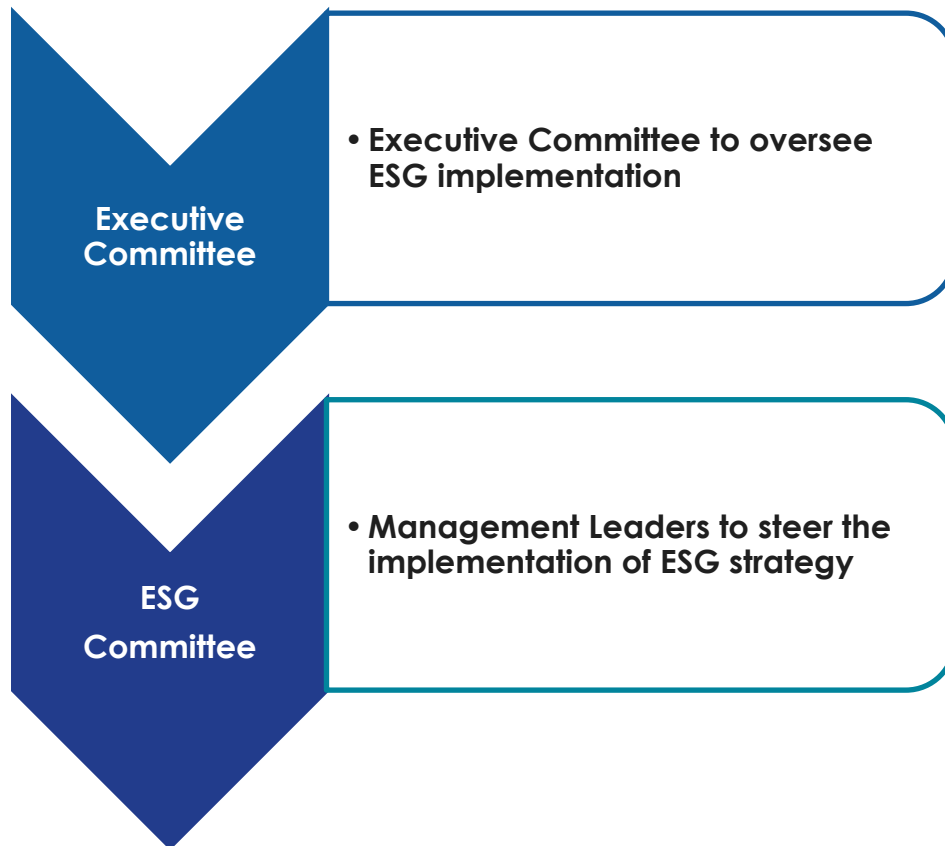 Executive
Committee
• Executive Committee to oversee
ESG implementation
ESG
Committee
• Management Leaders to steer the
implementation of ESG strategy